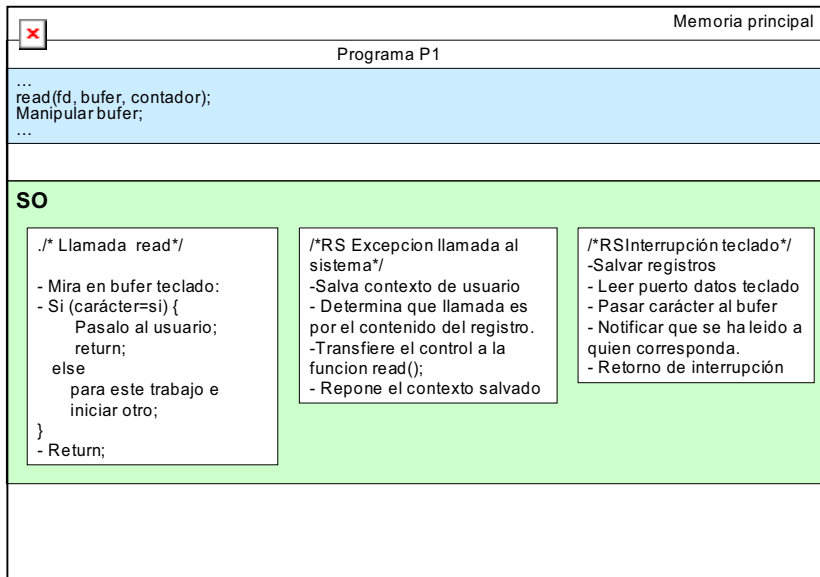 Memoria principal
Programa P1
...
read(fd, bufer, contador);
Manipular bufer;
...
SO
./* Llamada read*/
- Mira en bufer teclado:
- Si (carácter=si) {
Pasalo al usuario;
return;
else
para este trabajo e
iniciar otro;
}
- Return;
/*RS Excepcion llamada al
sistema*/
-Salva contexto de usuario
- Determina que llamada es
por el contenido del registro.
-Transfiere el control a la
funcion read();
- Repone el contexto salvado
/*RSInterrupción teclado*/
-Salvar registros
- Leer puerto datos teclado
- Pasar carácter al bufer
- Notificar que se ha leido a
quien corresponda.
- Retorno de interrupción